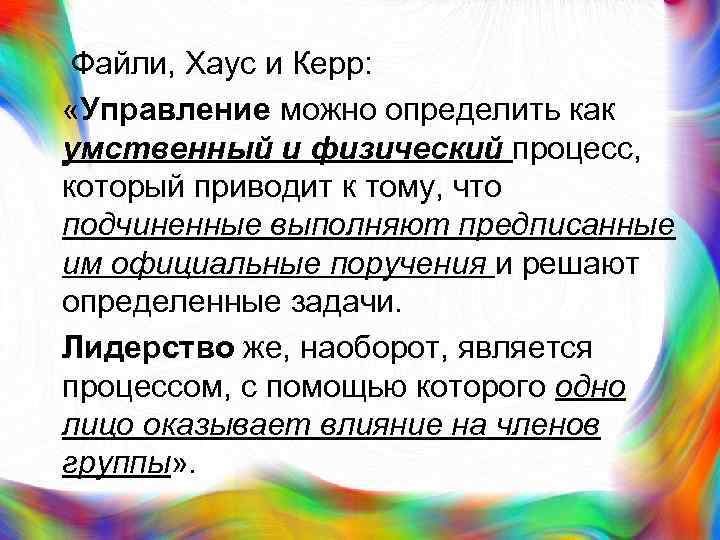 Файли, Хаус и Керр:
«Управление можно определить как
умственный и физический процесс,
который приводит к тому, что
подчиненные выполняют предписанные
им официальные поручения и решают
определенные задачи.
Лидерство же, наоборот, является
процессом, с помощью которого одно
лицо оказывает влияние на членов
группы» .